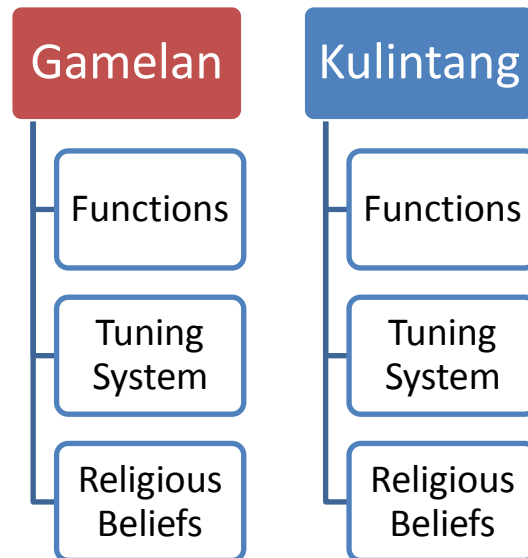 Gamelan
Functions
Tuning
System
Religious
Beliefs
Kulintang
Functions
Tuning
System
Religious
Beliefs